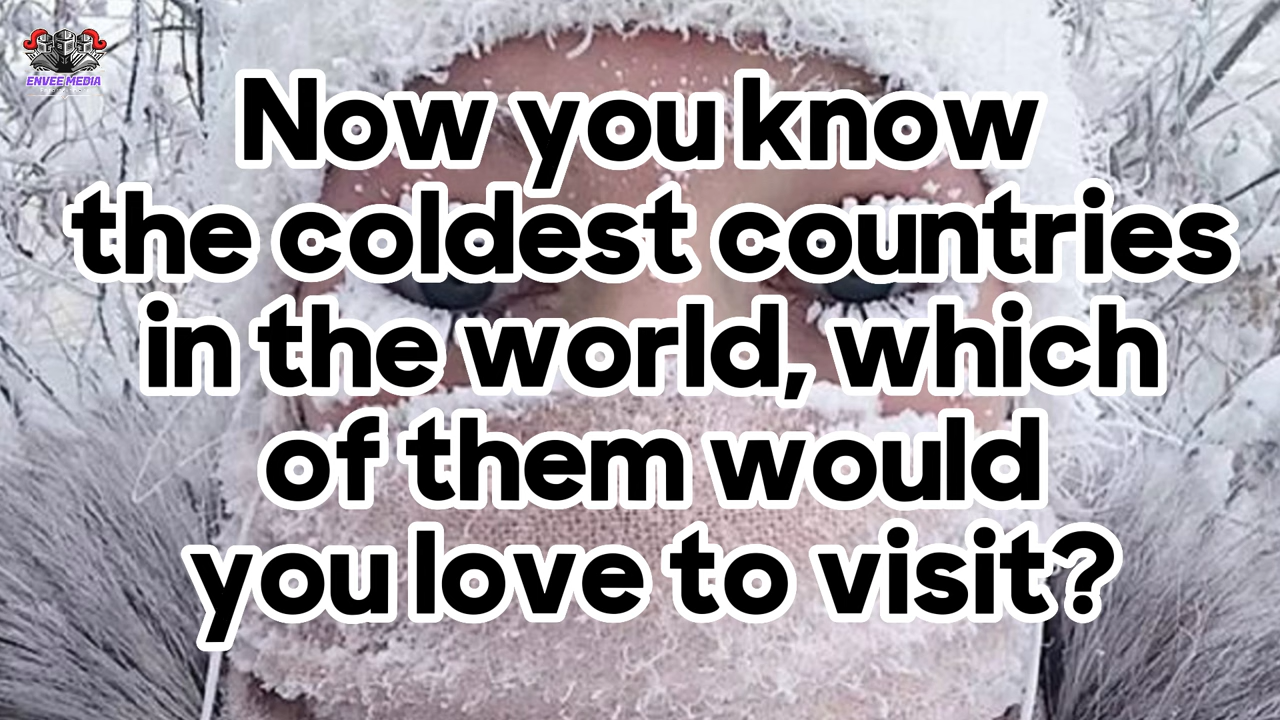 ENVEE MEDIA
Now you know
the coldest countries
in the world, which
of them would
you love to visit?